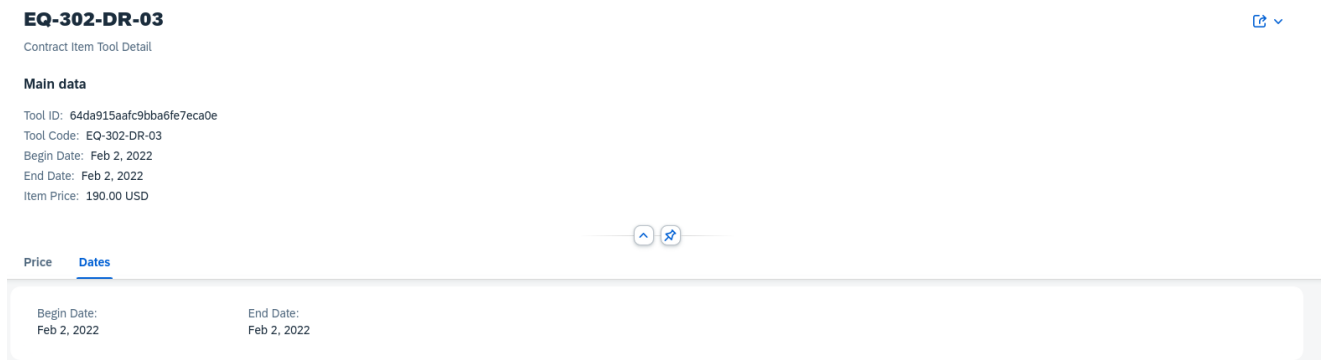 EQ-302-DR-03
Contract Item Tool Detail
Main data
Tool ID: 64da915aafc9bba6fe7eca0e
Tool Code: EQ-302-DR-03
Begin Date: Feb 2, 2022
End Date: Feb 2, 2022
Item Price: 190.00 USD
Price Dates
Begin Date: End Date:
Feb 2, 2022 Feb 2, 2022